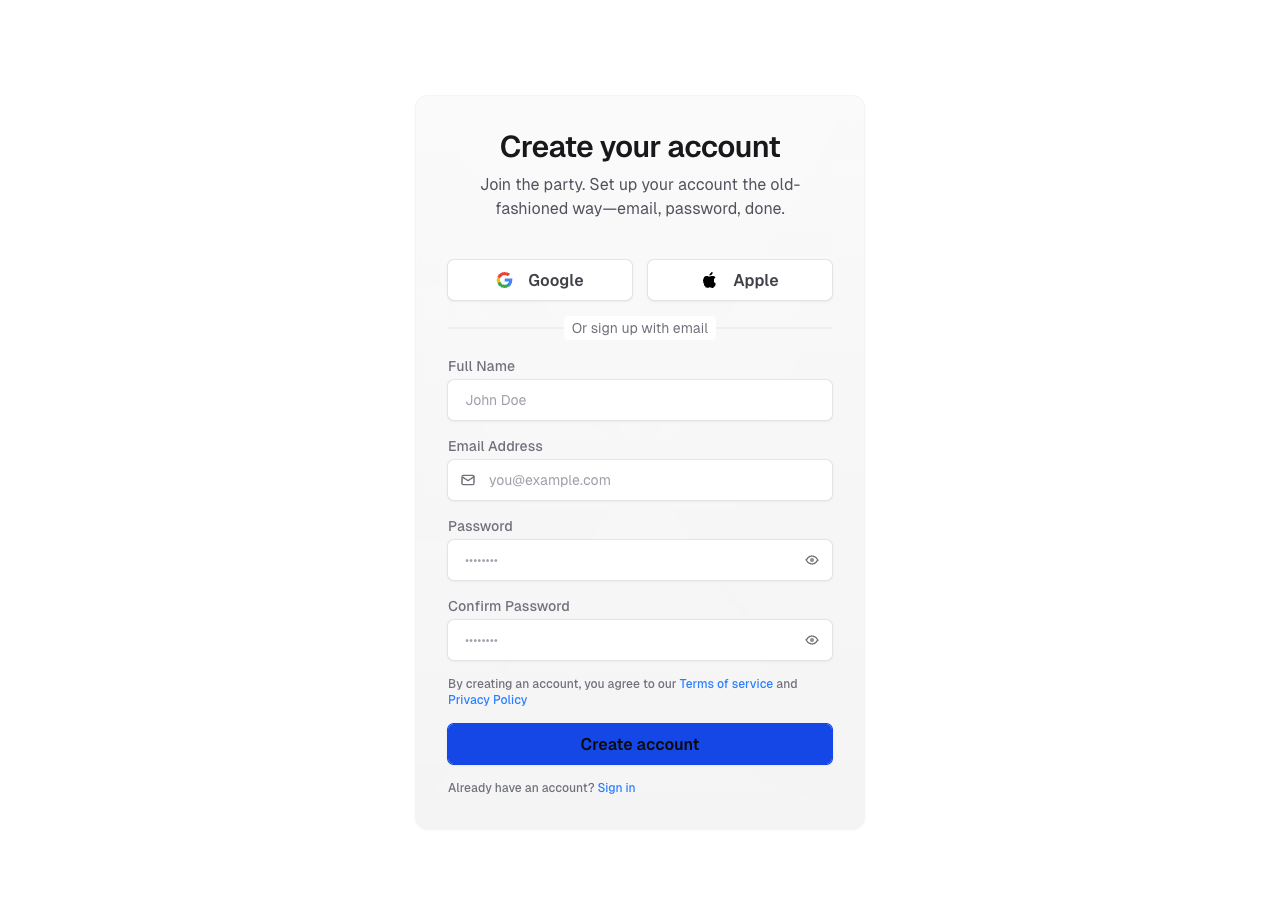 Create your account
Join the party. Set up your account the old-
fashioned way—email, password, done.
Google
Apple
Or sign up with email
Full Name
John Doe
Email Address
you@example.com
Password
••••••••
Confirm Password
••••••••
By creating an account, you agree to our Terms of service and
Privacy Policy
Create account
Already have an account? Sign in